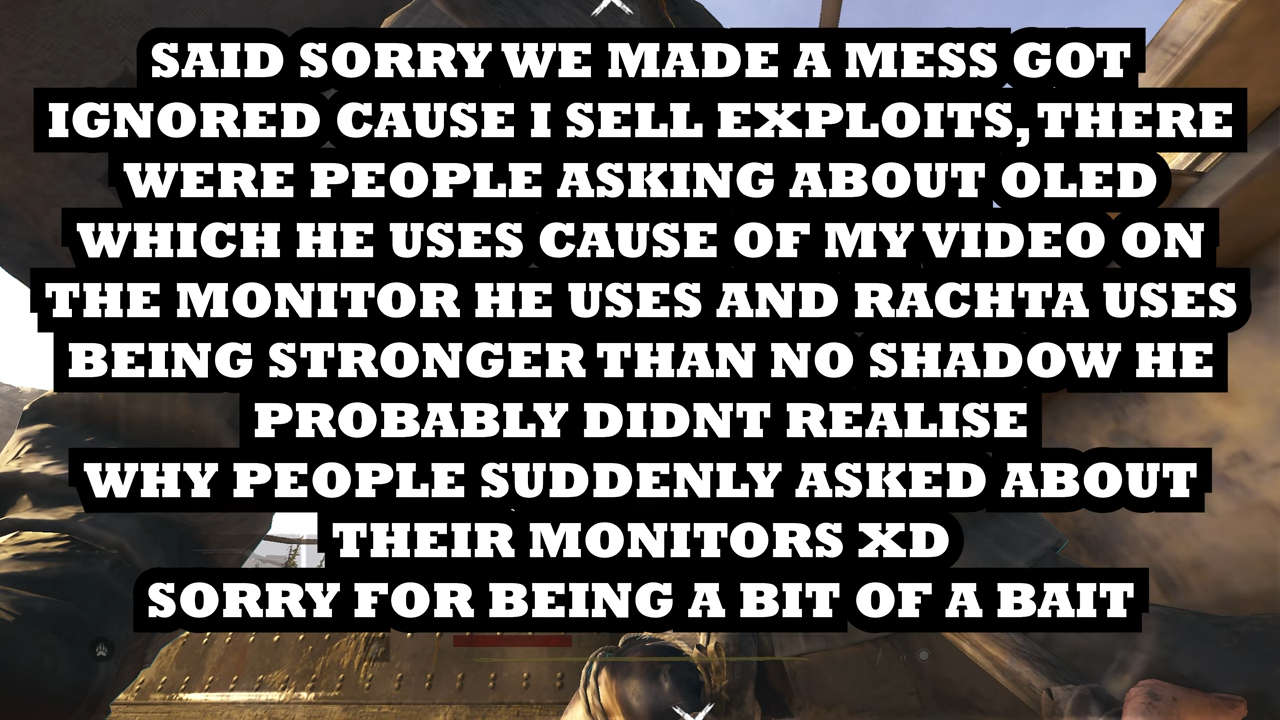 SAID SORRY WE MADE A MESS GOT
IGNORED CAUSE I SELL EXPLOITS, THERE
WERE PEOPLE ASKING ABOUT OLED
WHICH HE USES CAUSE OF MY VIDEO ON
THE MONITOR HE USES AND RACHTA USES
BEING STRONGER THAN NO SHADOW HE
PROBABLY DIDNT REALISE
WHY PEOPLE SUDDENLY ASKED ABOUT
THEIR MONITORS XD
SORRY FOR BEING A BIT OF A BAIT